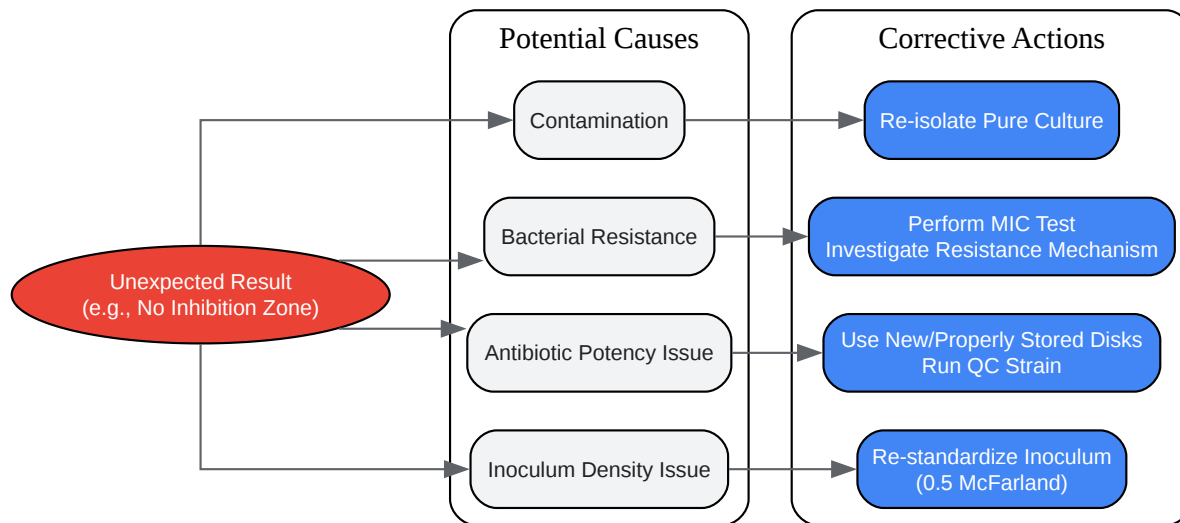 Potential Causes
Corrective Actions
Contamination
Re-isolate Pure Culture
Bacterial Resistance
Perform MIC Test
Investigate Resistance Mechanism
Unexpected Result
(e.g., No Inhibition Zone)
Antibiotic Potency Issue
Use New/Properly Stored Disks
Run QC Strain
Inoculum Density Issue
Re-standardize Inoculum
(0.5 McFarland)